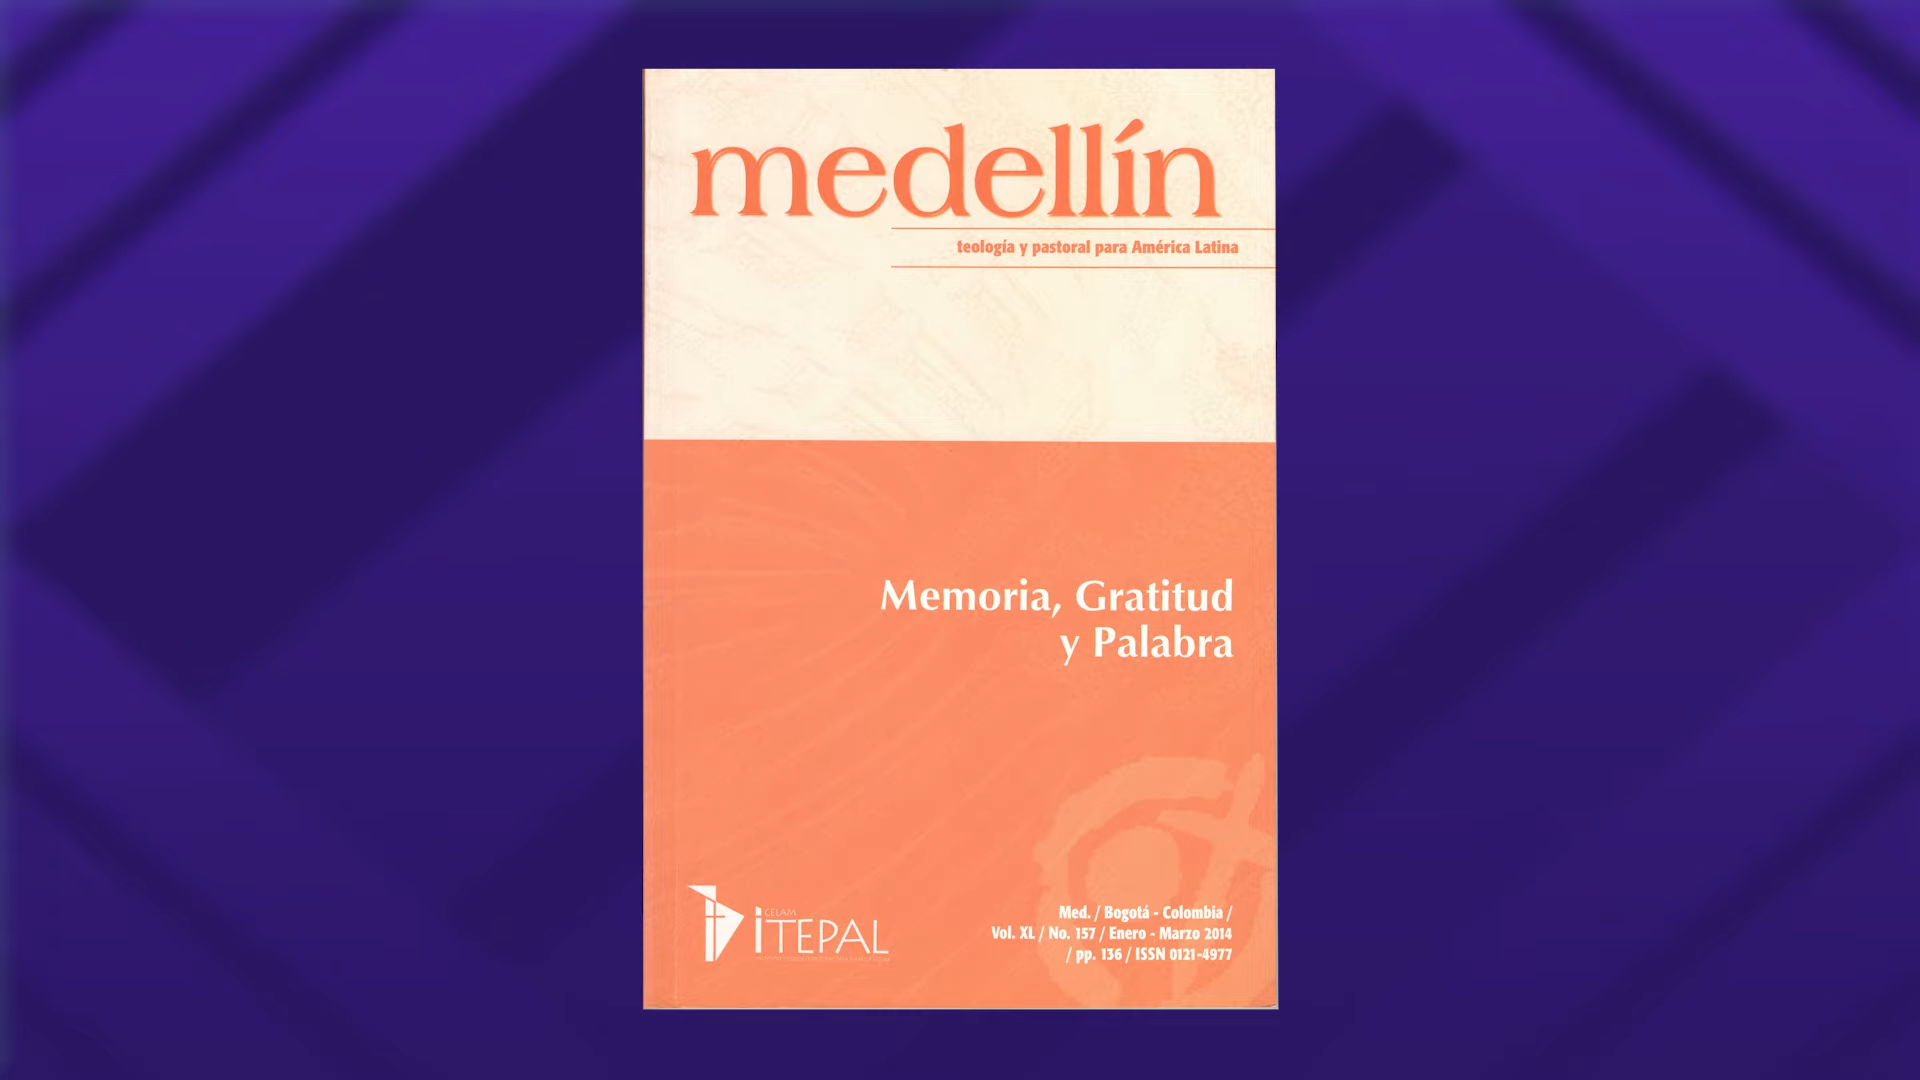 medellín
teología y pastoral para América Latina
Memoria, Gratitud
y Palabra
CELAM
ITEPAL
Med. / Bogotá - Colombia /
Vol. XL / No. 157 / Enero - Marzo 2014
/ pp. 136 / ISSN 0121-4977